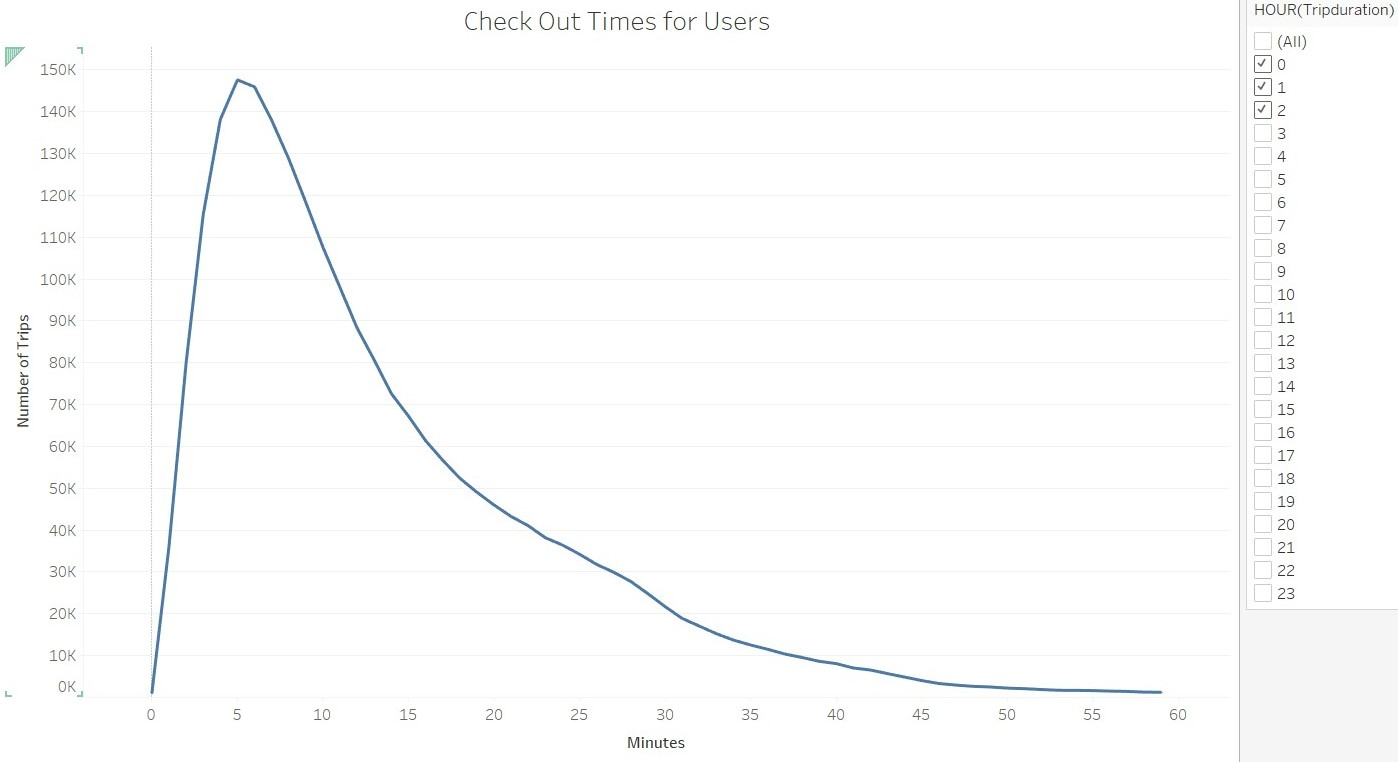 Check Out Times for Users
150K
140K
130K
120K
110K
100K
90K
80K
70K
60K
50K
40K
30K
20K
10K
0K
Number of Trips
0 5 10 15 20 25 30 35 40 45 50 55 60
Minutes
HOUR(Tripduration)
(All)
0
1
2
3
4
5
6
7
8
9
10
11
12
13
14
15
16
17
18
19
20
21
22
23